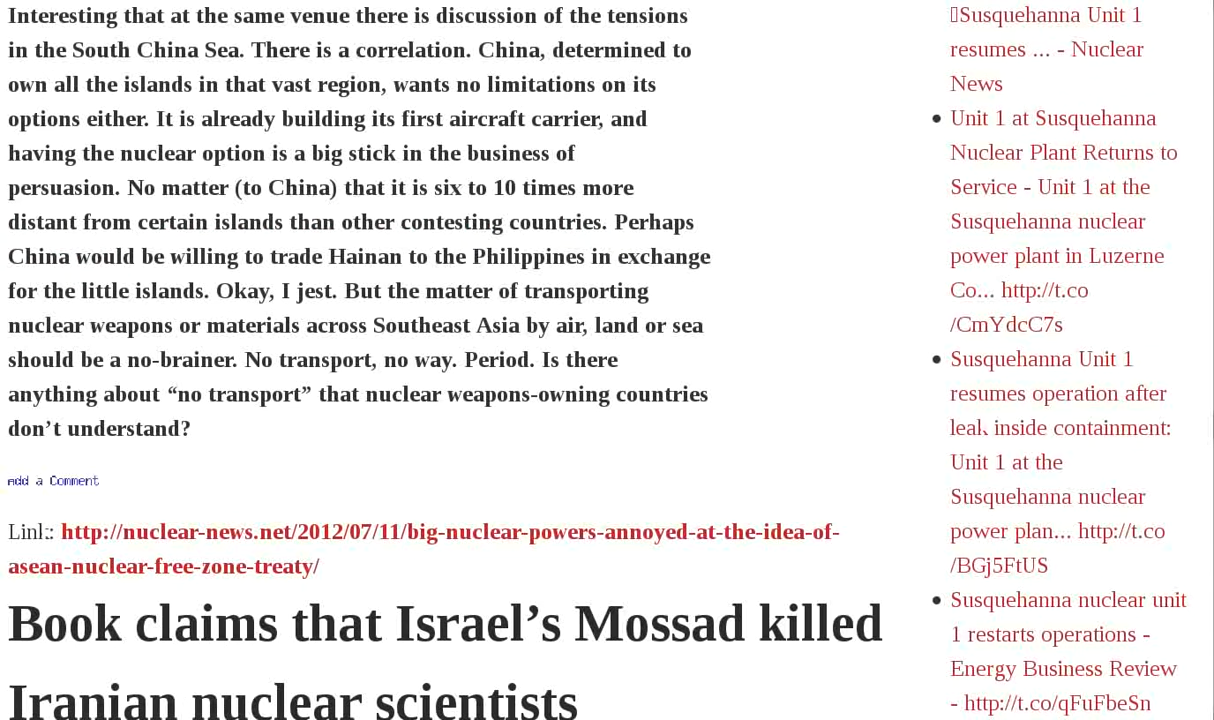 Interesting that at the same venue there is discussion of the tensions
in the South China Sea. There is a correlation. China, determined to
own all the islands in that vast region, wants no limitations on its
options either. It is already building its first aircraft carrier, and
having the nuclear option is a big stick in the business of
persuasion. No matter (to China) that it is six to 10 times more
distant from certain islands than other contesting countries. Perhaps
China would be willing to trade Hainan to the Philippines in exchange
for the little islands. Okay, I jest. But the matter of transporting
nuclear weapons or materials across Southeast Asia by air, land or sea
should be a no-brainer. No transport, no way. Period. Is there
anything about “no transport” that nuclear weapons-owning countries
don’t understand?
Add a Comment
Link: http://nuclear-news.net/2012/07/11/big-nuclear-powers-annoyed-at-the-idea-of-
asean-nuclear-free-zone-treaty/
Book claims that Israel’s Mossad killed
Iranian nuclear scientists
Susquehanna Unit 1
resumes ... - Nuclear
News
Unit 1 at Susquehanna
Nuclear Plant Returns to
Service - Unit 1 at the
Susquehanna nuclear
power plant in Luzerne
Co... http://t.co
/CmYdcC7s
Susquehanna Unit 1
resumes operation after
leak inside containment:
Unit 1 at the
Susquehanna nuclear
power plan... http://t.co
/BGj5FtUS
Susquehanna nuclear unit
1 restarts operations -
Energy Business Review
- http://t.co/qFuFbeSn